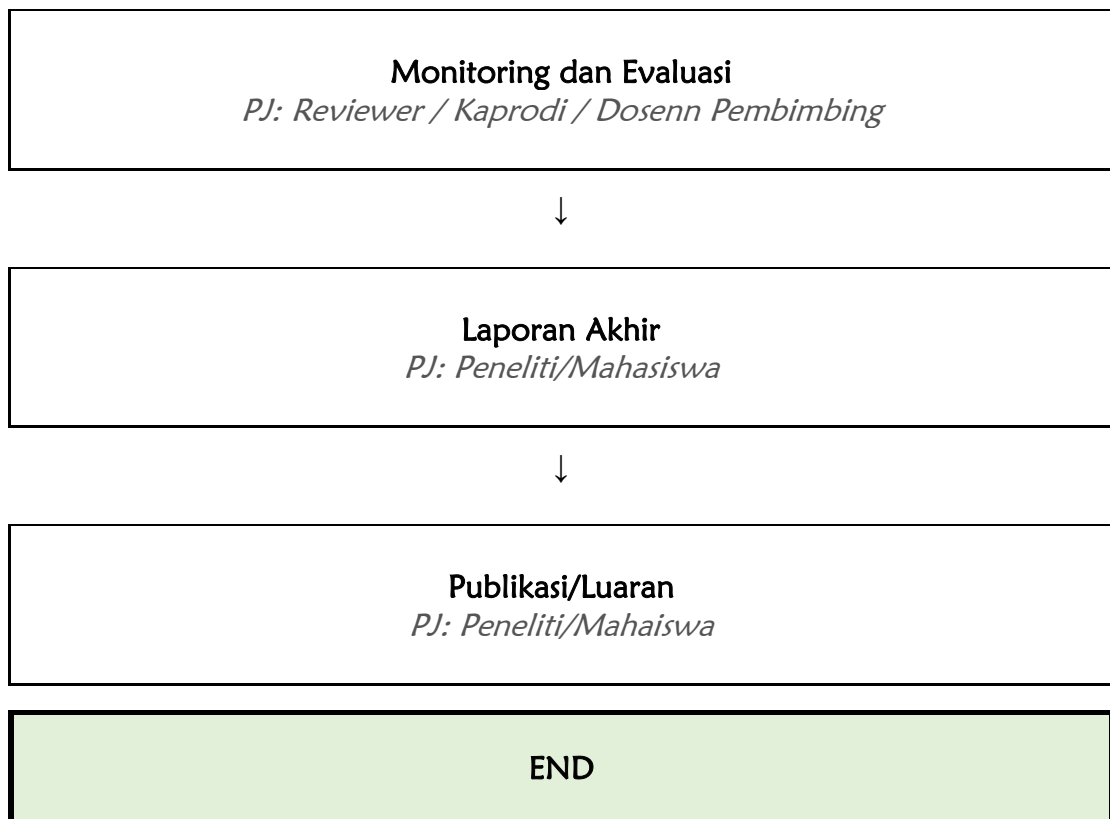 Monitoring dan Evaluasi
PJ: Reviewer / Kaprodi / Dosenn Pembimbing
↓
Laporan Akhir
PJ: Peneliti/Mahasiswa
↓
Publikasi/Luaran
PJ: Peneliti/Mahaiswa
END